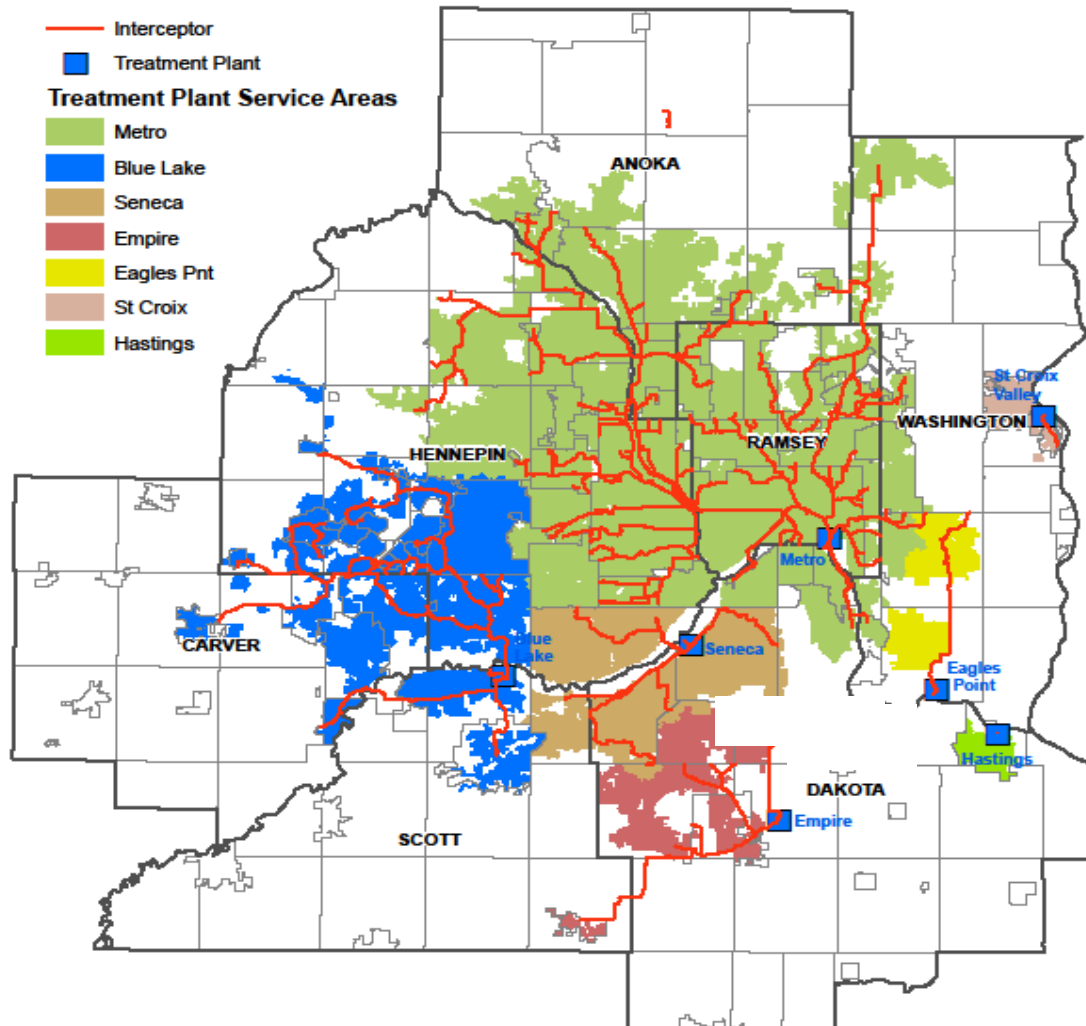 Interceptor
Treatment Plant
Treatment Plant Service Areas
Metro
Blue Lake
Seneca
Empire
Eagles Pnt
St Croix
Hastings
ANOKA
St Croix
Valley
WASHINGTON
RAMSEY
HENNEPIN
Metro
CARVER
Blue
Lake
Seneca
Eagles
Point
Hastings
DAKOTA
Empire
SCOTT